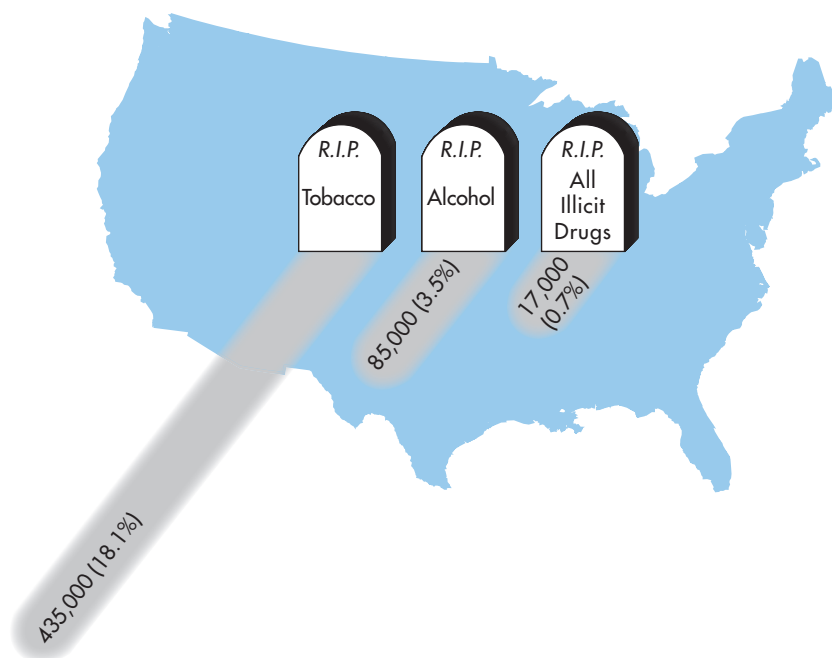 R.I.P.
Tobacco
435,000 (18.1%)
R.I.P.
Alcohol
85,000 (3.5%)
R.I.P.
All
Illicit
Drugs
17,000
(0.7%)